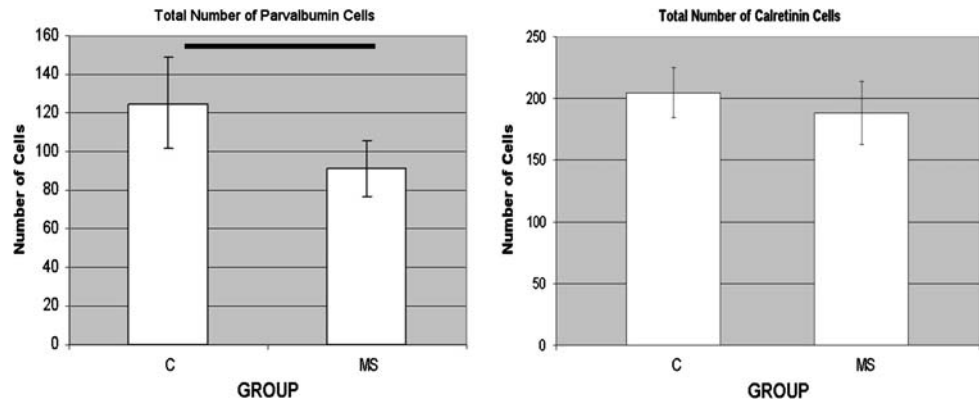 Total Number of Parvalbumin Cells
160
140
120
100
80
60
40
20
0
Number of Cells
C MS
GROUP
Total Number of Calretinin Cells
250
200
150
100
50
0
Number of Cells
C MS
GROUP